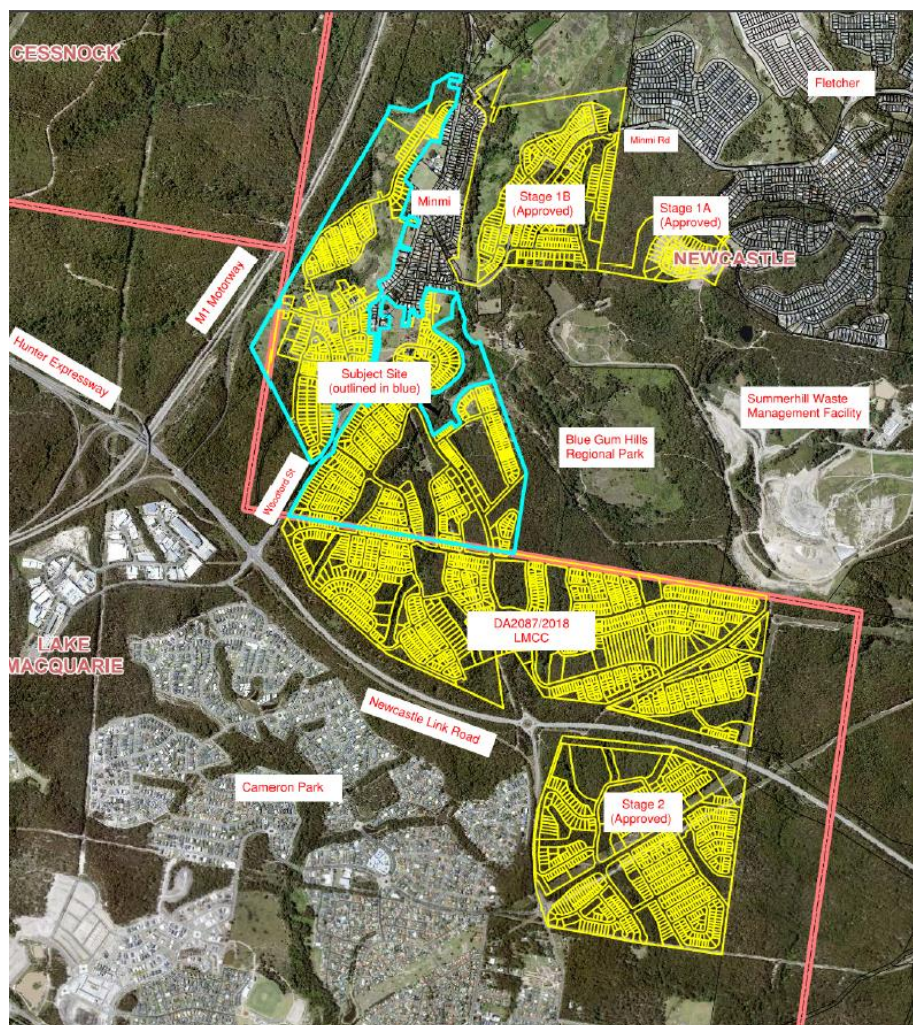 CESSNOCK
Fletcher
Minmi Rd
Stage 1B
(Approved)
Minmi
Stage 1A
(Approved)
NEWCASTLE
M1 Motorway
Hunter Expressway
Subject Site
(outlined in blue)
Summerhill Waste
Management Facility
Blue Gum Hills
Regional Park
Woodford St
DA2087/2018
LMCC
LAKE
MACQUARIE
Newcastle Link Road
Cameron Park
Stage 2
(Approved)